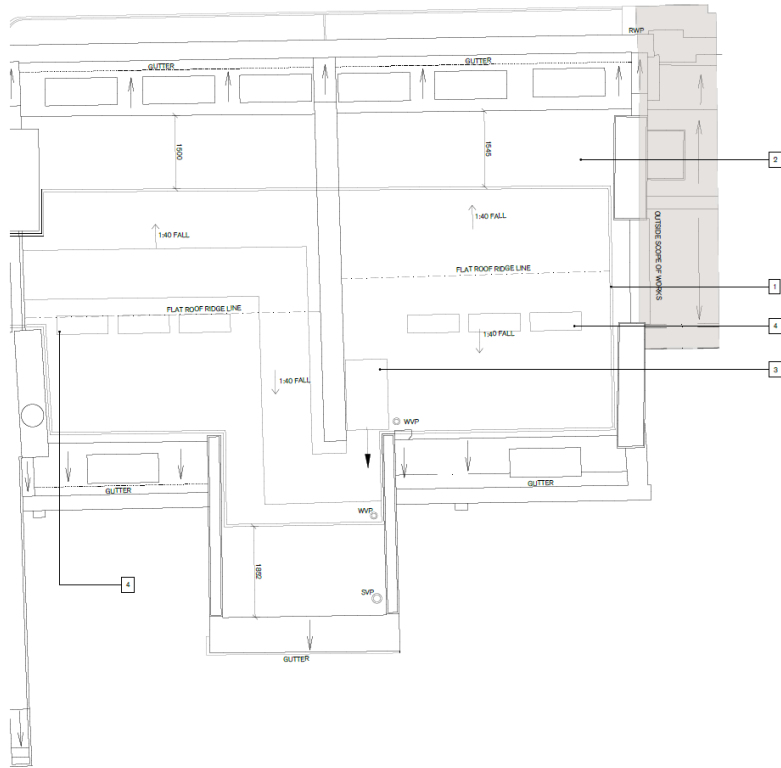 RWP
GUTTER
GUTTER
1500
1545
2
1:40 FALL
1:40 FALL
OUTSIDE SCOPE OF WORKS
FLAT ROOF RIDGE LINE
1
FLAT ROOF RIDGE LINE
4
1:40 FALL
3
1:40 FALL
WVP
GUTTER
GUTTER
WVP
1882
4
SVP
GUTTER